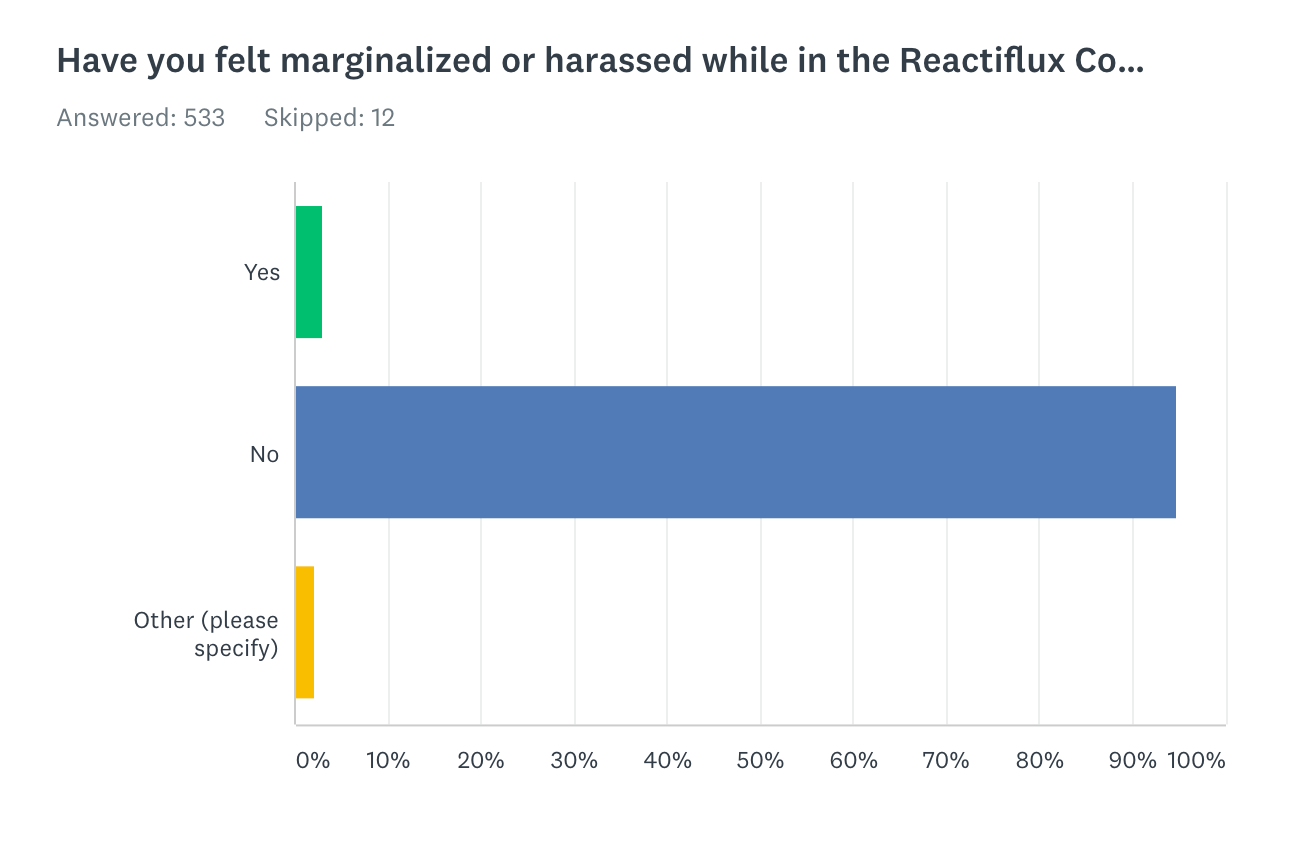 Have you felt marginalized or harassed while in the Reactiflux Co...
Answered: 533 Skipped: 12
Yes
No
Other (please
specify)
0% 10% 20% 30% 40% 50% 60% 70% 80% 90% 100%